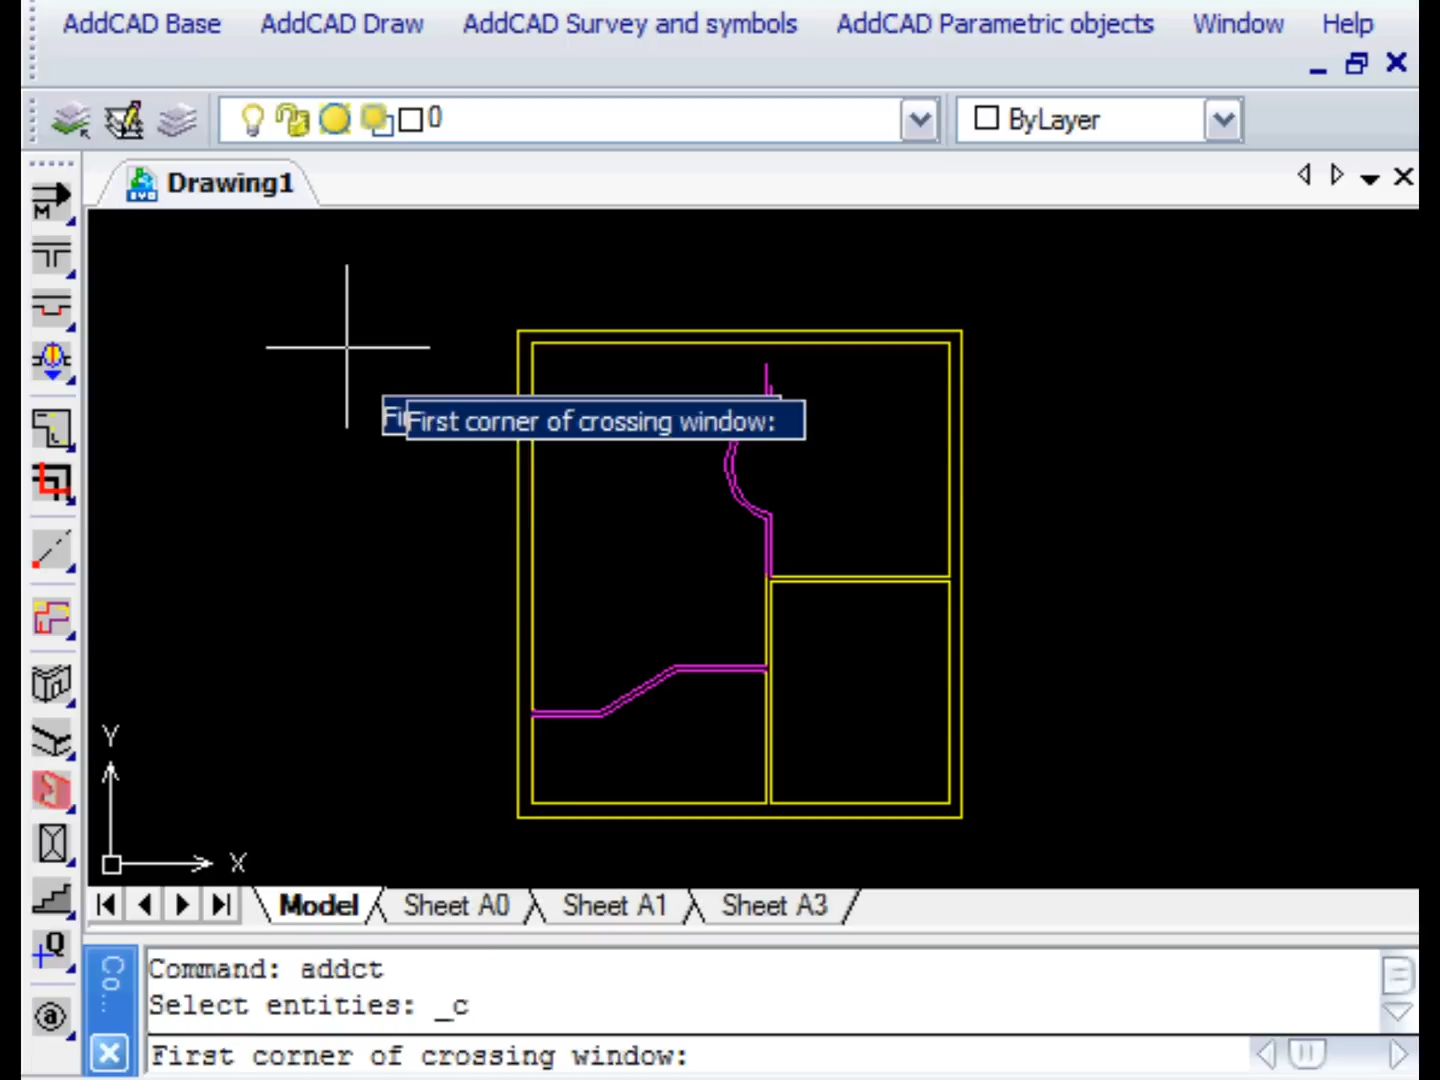 AddCAD Base AddCAD Draw AddCAD Survey and symbols AddCAD Parametric objects Window Help
0 ByLayer
Drawing1
M
First corner of crossing window:
Y
X
Model Sheet A0 Sheet A1 Sheet A3
Q
@
Co...
Command: addct
Select entities: _c
First corner of crossing window: